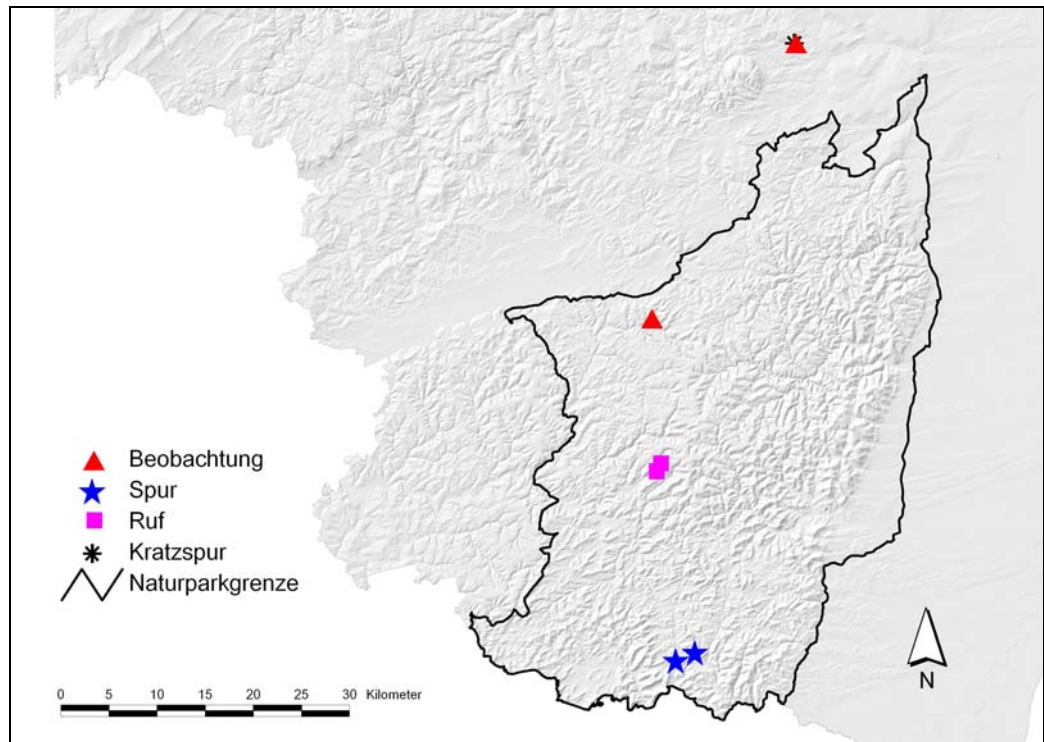 Beobachtung
Spur
Ruf
Kratzspur
Naturparkgrenze
0 5 10 15 20 25 30 Kilometer
N